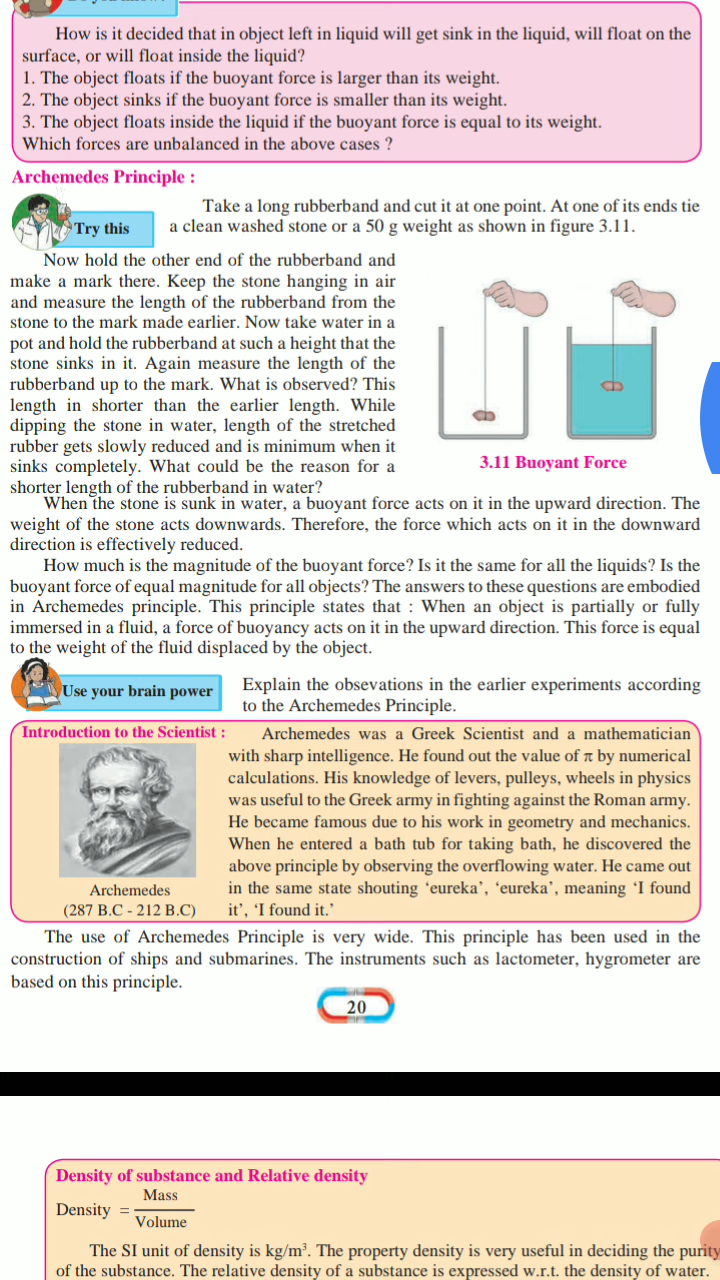 How is it decided that in object left in liquid will get sink in the liquid, will float on the
surface, or will float inside the liquid?
1. The object floats if the buoyant force is larger than its weight.
2. The object sinks if the buoyant force is smaller than its weight.
3. The object floats inside the liquid if the buoyant force is equal to its weight.
Which forces are unbalanced in the above cases ?
Archemedes Principle :
Try this
Take a long rubberband and cut it at one point. At one of its ends tie
a clean washed stone or a 50 g weight as shown in figure 3.11.
Now hold the other end of the rubberband and
make a mark there. Keep the stone hanging in air
and measure the length of the rubberband from the
stone to the mark made earlier. Now take water in a
pot and hold the rubberband at such a height that the
stone sinks in it. Again measure the length of the
rubberband up to the mark. What is observed? This
length in shorter than the earlier length. While
dipping the stone in water, length of the stretched
rubber gets slowly reduced and is minimum when it
sinks completely. What could be the reason for a
shorter length of the rubberband in water?
3.11 Buoyant Force
When the stone is sunk in water, a buoyant force acts on it in the upward direction. The
weight of the stone acts downwards. Therefore, the force which acts on it in the downward
direction is effectively reduced.
How much is the magnitude of the buoyant force? Is it the same for all the liquids? Is the
buoyant force of equal magnitude for all objects? The answers to these questions are embodied
in Archemedes principle. This principle states that : When an object is partially or fully
immersed in a fluid, a force of buoyancy acts on it in the upward direction. This force is equal
to the weight of the fluid displaced by the object.
Use your brain power
Explain the obsevations in the earlier experiments according
to the Archemedes Principle.
Introduction to the Scientist :
Archemedes was a Greek Scientist and a mathematician
with sharp intelligence. He found out the value of π by numerical
calculations. His knowledge of levers, pulleys, wheels in physics
was useful to the Greek army in fighting against the Roman army.
He became famous due to his work in geometry and mechanics.
When he entered a bath tub for taking bath, he discovered the
above principle by observing the overflowing water. He came out
in the same state shouting ‘eureka’, ‘eureka’, meaning ‘I found
it’, ‘I found it.’
Archemedes
(287 B.C - 212 B.C)
The use of Archemedes Principle is very wide. This principle has been used in the
construction of ships and submarines. The instruments such as lactometer, hygrometer are
based on this principle.
20
Density of substance and Relative density
Density = Mass
Volume
The SI unit of density is kg/m³. The property density is very useful in deciding the purity
of the substance. The relative density of a substance is expressed w.r.t. the density of water.